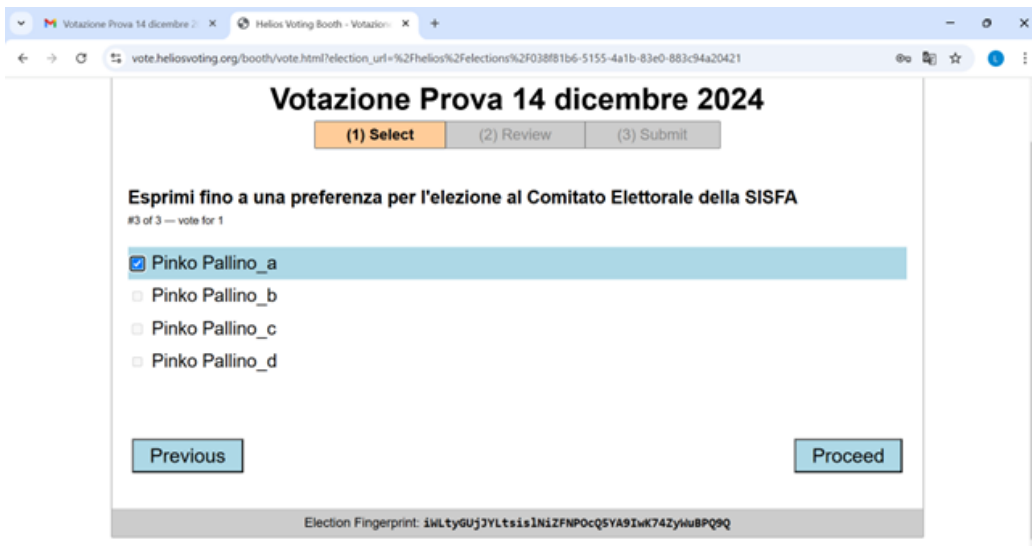 Votazione Prova 14 dicembre 2
Helios Voting Booth - Votazion
vote.heliosvoting.org/booth/vote.html?election_url=%2Fhelios%2Felections%2F038f81b6-5155-4a1b-83e0-883c94a20421
L
Votazione Prova 14 dicembre 2024
(1) Select (2) Review (3) Submit
Esprimi fino a una preferenza per l'elezione al Comitato Elettorale della SISFA
#3 of 3 — vote for 1
Pinko Pallino_a
Pinko Pallino_b
Pinko Pallino_c
Pinko Pallino_d
Previous Proceed
Election Fingerprint: iWLtyGUjJYLtsislNiZFNPOcQ5YA9IwK74ZyWuBPQ9Q